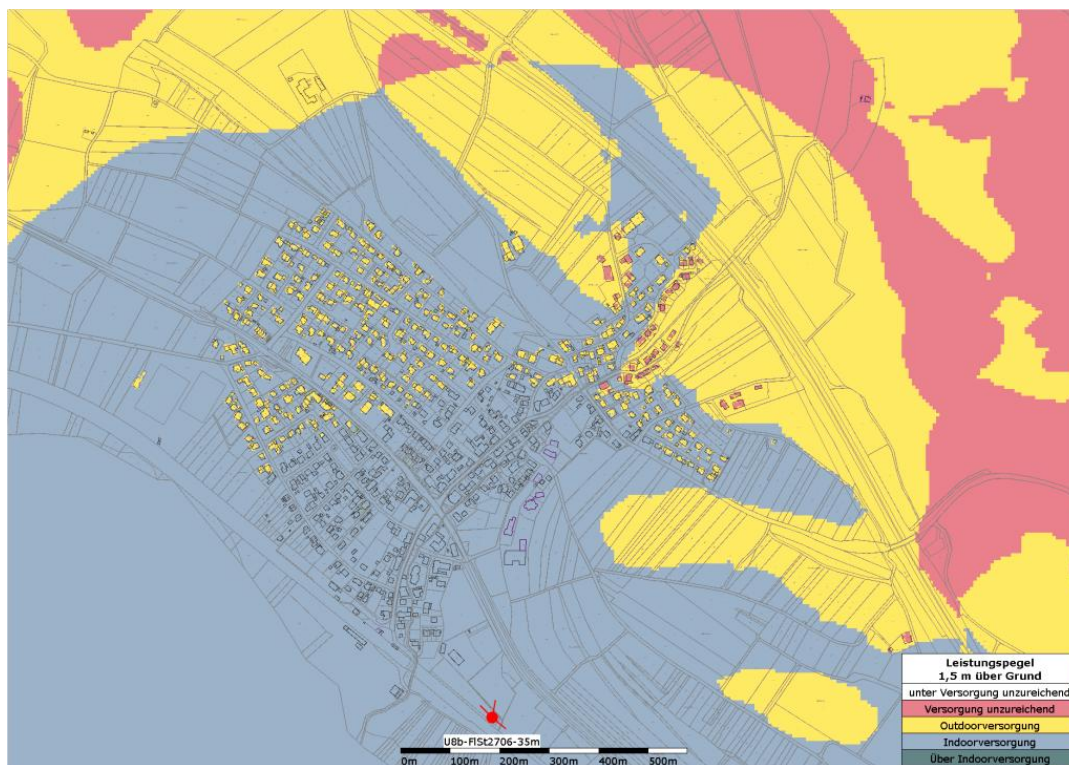 Leistungspegel
1,5 m über Grund
unter Versorgung unzureichend
Versorgung unzureichend
Outdoorversorgung
Indoorversorgung
Über Indoorversorgung
U8b-FlSt2706-35m
0m 100m 200m 300m 400m 500m